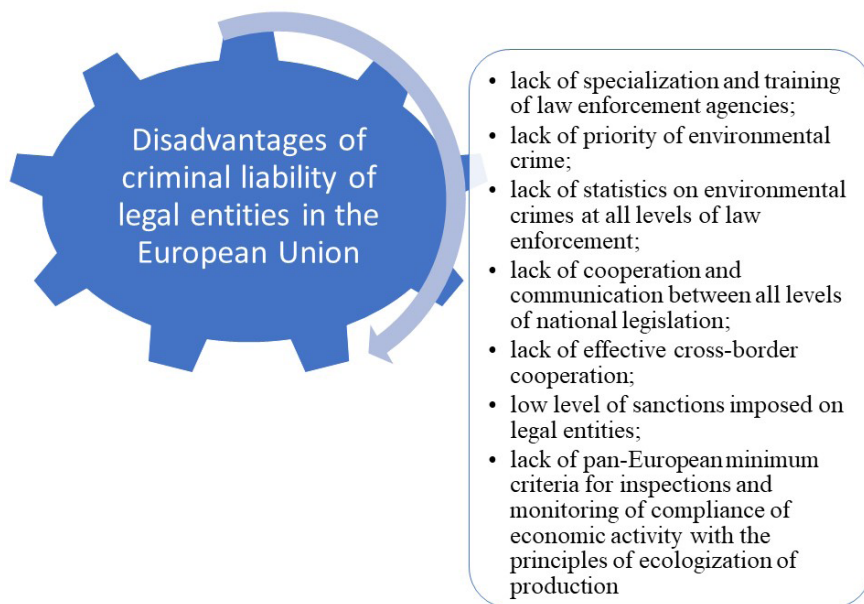 Disadvantages of
criminal liability of
legal entities in the
European Union
• lack of specialization and training
of law enforcement agencies;
• lack of priority of environmental
crime;
• lack of statistics on environmental
crimes at all levels of law
enforcement;
• lack of cooperation and
communication between all levels
of national legislation;
• lack of effective cross-border
cooperation;
• low level of sanctions imposed on
legal entities;
• lack of pan-European minimum
criteria for inspections and
monitoring of compliance of
economic activity with the
principles of ecologization of
production